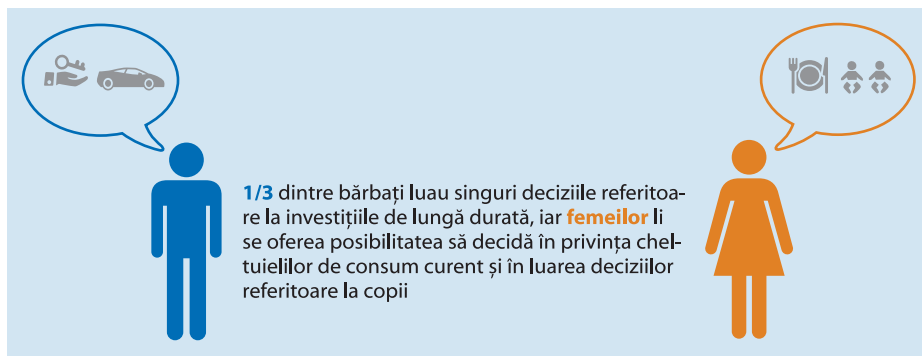 1/3 dintre bărbați luau singuri deciziile referitoa-
re la investițiile de lungă durată, iar femeilor li
se oferea posibilitatea să decidă în privința chel-
tuielilor de consum curent și în luarea deciziilor
referitoare la copii